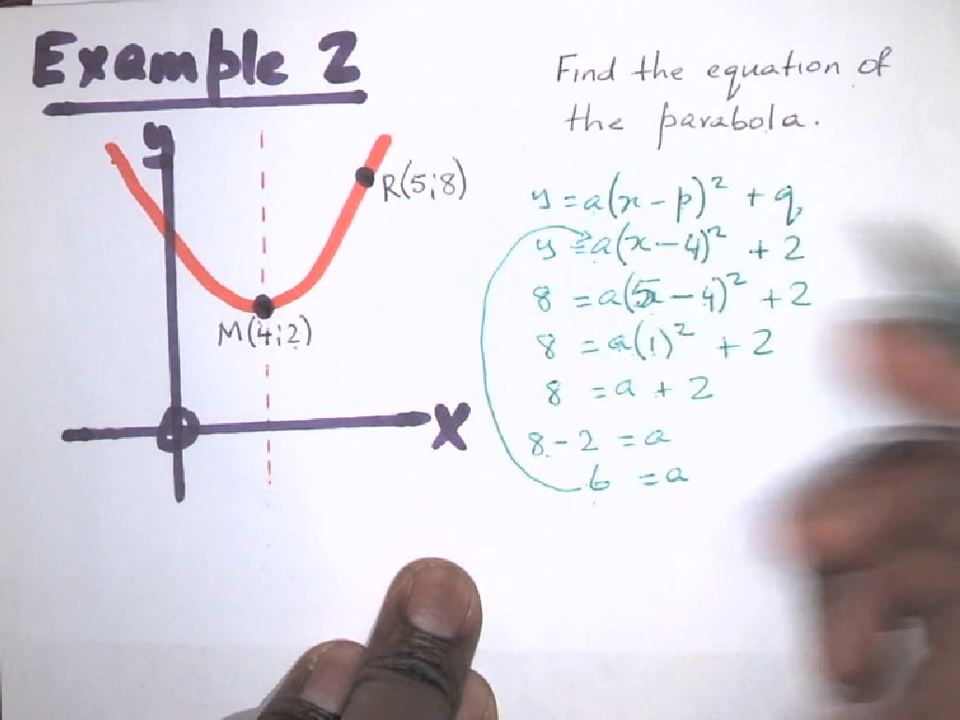 Example 2
Find the equation of
the parabola.
y
R(5;8)
M(4;2)
x
y = a(x - p)² + q
y = a(x - 4)² + 2
8 = a(5 - 4)² + 2
8 = a(1)² + 2
8 = a + 2
8 - 2 = a
6 = a